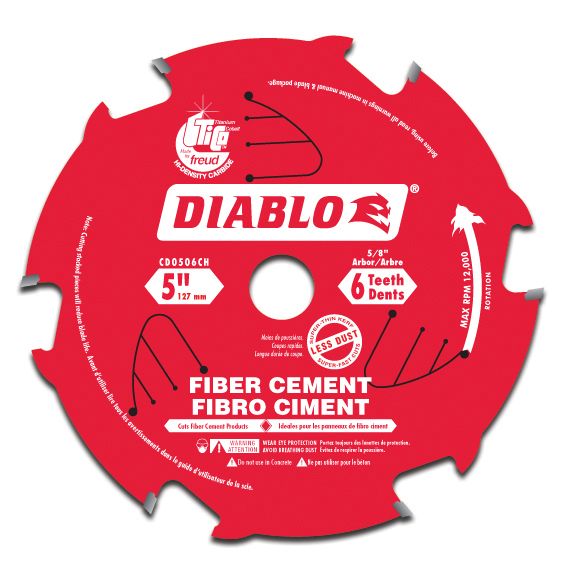 Before using, read all warnings in machine manual & blade package.
TiCo
Titanium
Cobalt
Made by freud
HI-DENSITY CARBIDE
DIABLO®
CD0506CH
5"
127 mm
5/8"
Arbor/Arbre
6 Teeth
Dents
MAX RPM 12,000
ROTATION
Moins de poussières.
Coupes rapides.
Longue durée de coupe.
SUPER-THIN KERF
LESS DUST
SUPER-FAST CUTS
FIBER CEMENT
FIBRO CIMENT
Cuts Fiber Cement Products
Idéales pour les panneaux de fibro ciment
WARNING WEAR EYE PROTECTION Portez toujours des lunettes de protection.
ATTENTION AVOID BREATHING DUST Évitez de respirer la poussière.
Do not use in Concrete Ne pas utiliser pour le béton
Note: Cutting stacked pieces will reduce blade life. Avant d'utiliser lire tous les avertissements dans le guide d'utilisateur de la scie.